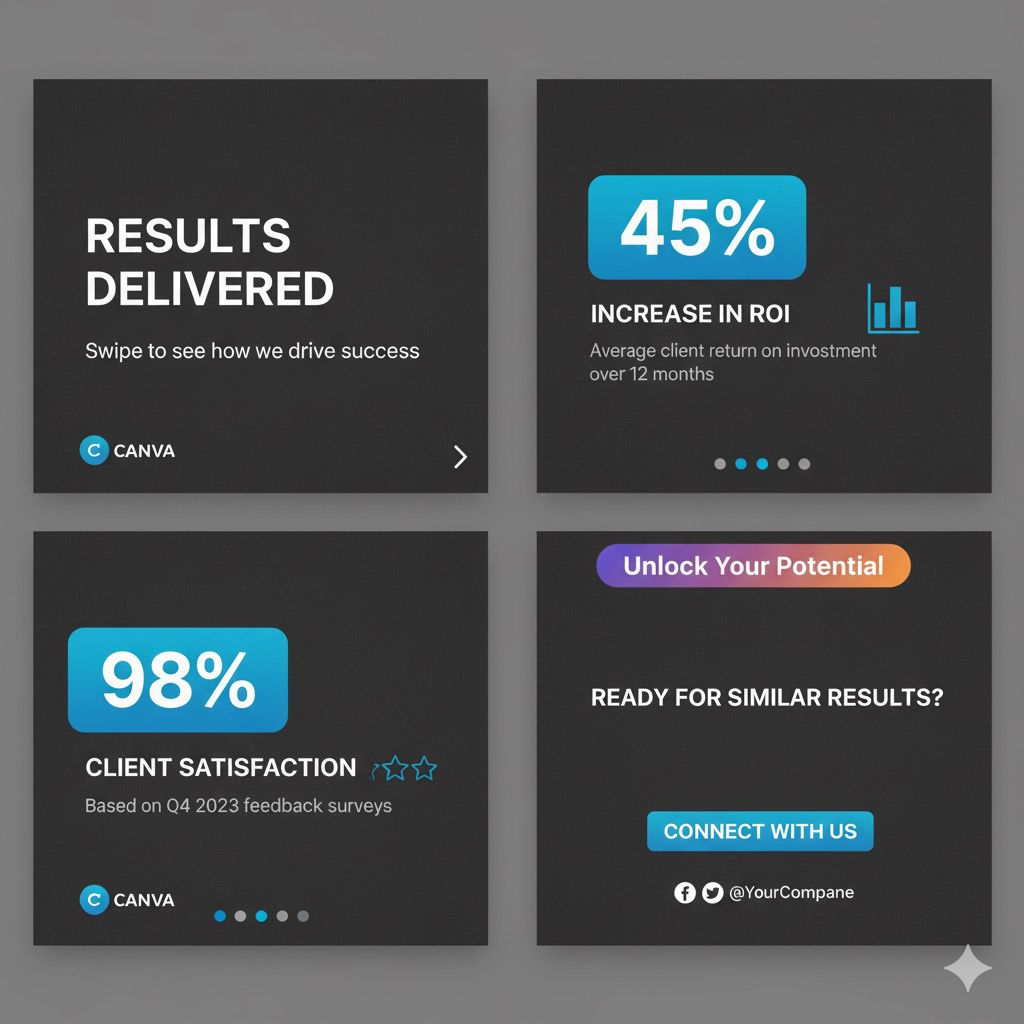 RESULTS
DELIVERED
Swipe to see how we drive success
C CANVA
45%
INCREASE IN ROI
Average client return on invostment
over 12 months
98%
CLIENT SATISFACTION
Based on Q4 2023 feedback surveys
C CANVA
Unlock Your Potential
READY FOR SIMILAR RESULTS?
CONNECT WITH US
@YourCompane